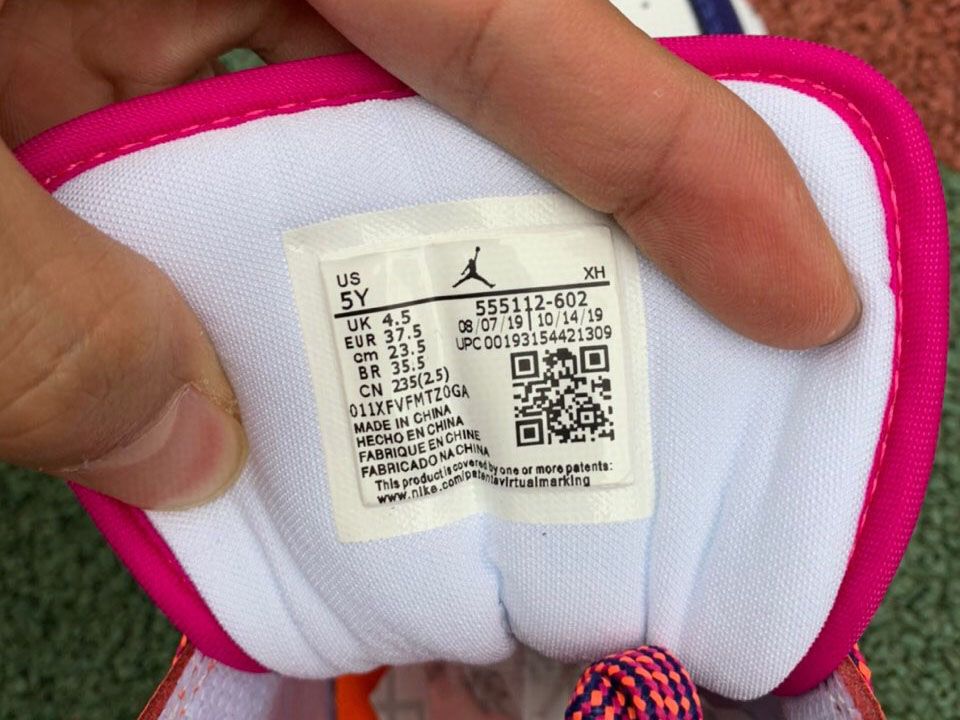 US XH
5Y 555112-602
UK 4.5 08/07/19 10/14/19
EUR 37.5 UPC 00193154421309
cm 23.5
BR 35.5
CN 235(2.5)
011XFVFMTZ0GA
MADE IN CHINA
HECHO EN CHINA
FABRIQUE EN CHINE
FABRICADO NA CHINA
This product is covered by one or more patents:
www.nike.com/patentavirtualmarking